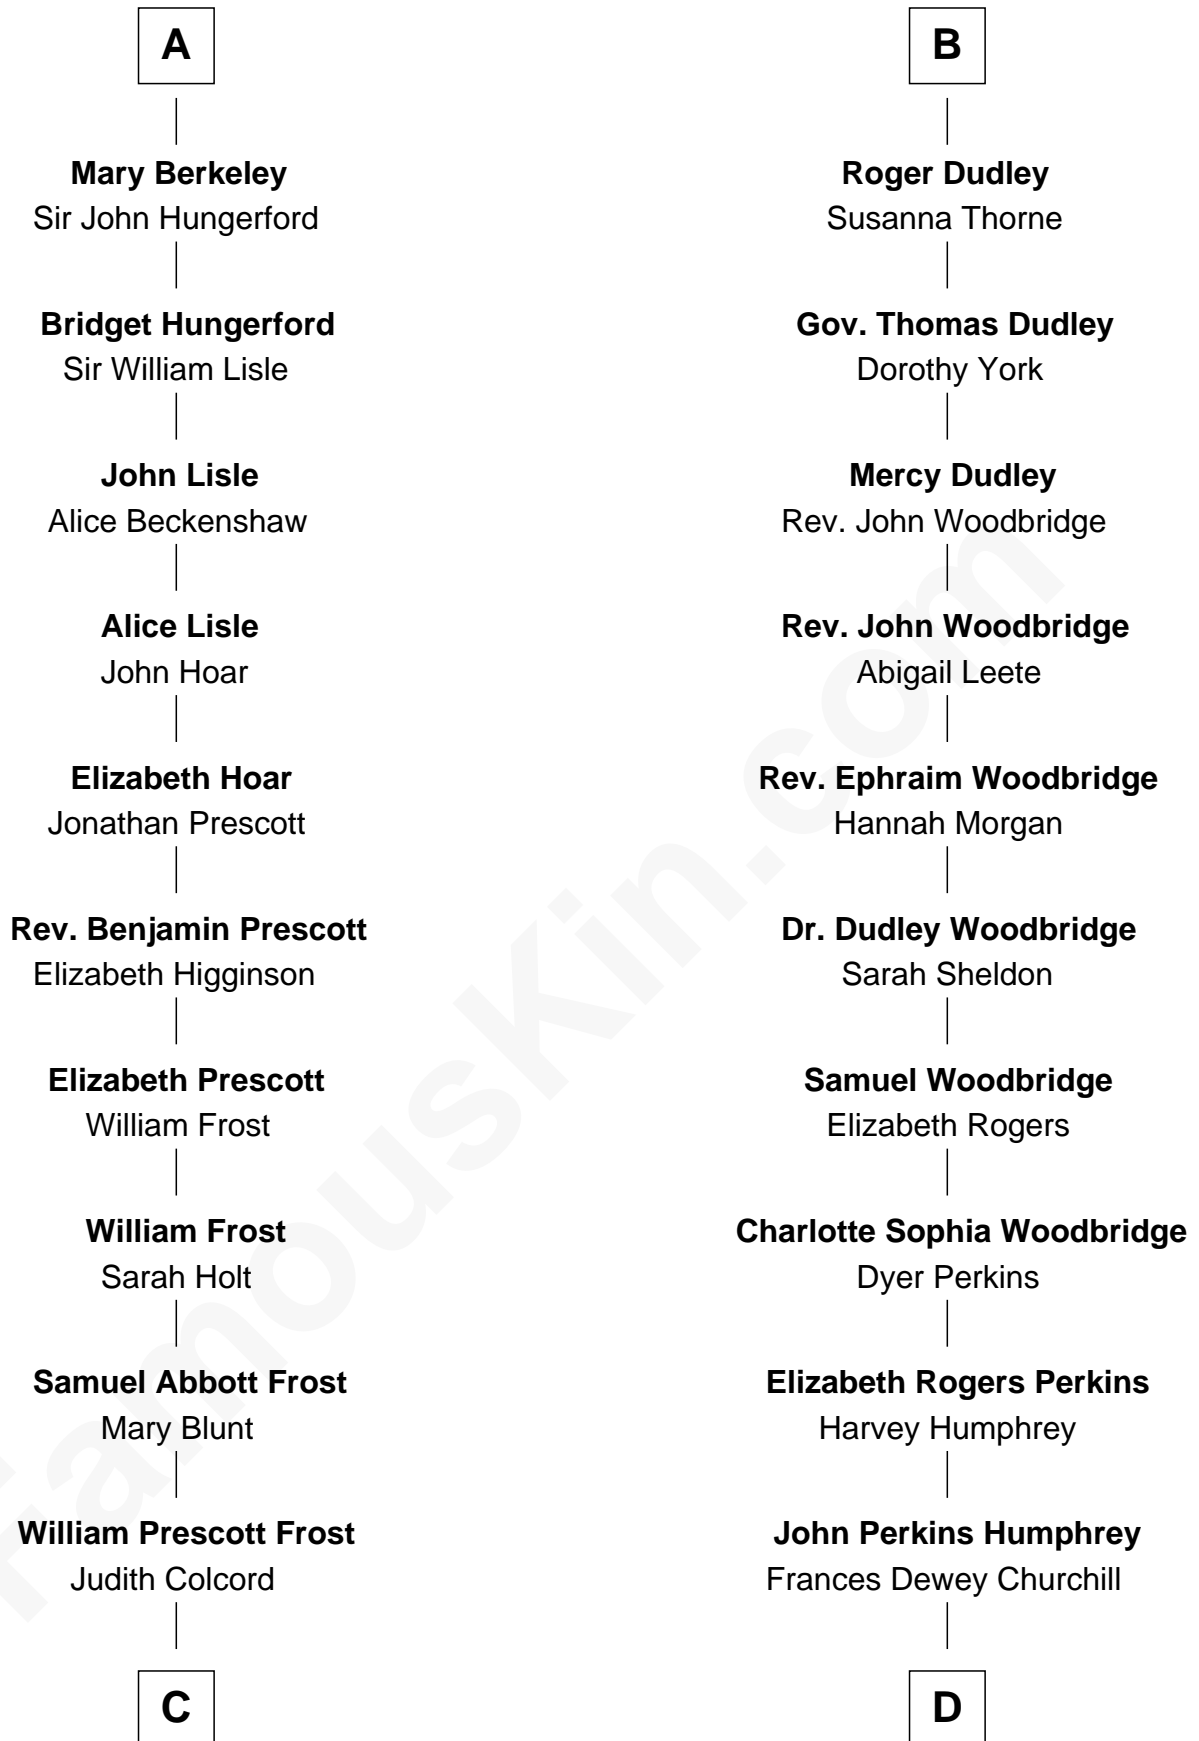 A
Mary Berkeley
Sir John Hungerford
Bridget Hungerford
Sir William Lisle
John Lisle
Alice Beckenshaw
Alice Lisle
John Hoar
Elizabeth Hoar
Jonathan Prescott
Rev. Benjamin Prescott
Elizabeth Higginson
Elizabeth Prescott
William Frost
William Frost
Sarah Holt
Samuel Abbott Frost
Mary Blunt
William Prescott Frost
Judith Colcord
C
B
Roger Dudley
Susanna Thorne
Gov. Thomas Dudley
Dorothy York
Mercy Dudley
Rev. John Woodbridge
Rev. John Woodbridge
Abigail Leete
Rev. Ephraim Woodbridge
Hannah Morgan
Dr. Dudley Woodbridge
Sarah Sheldon
Samuel Woodbridge
Elizabeth Rogers
Charlotte Sophia Woodbridge
Dyer Perkins
Elizabeth Rogers Perkins
Harvey Humphrey
John Perkins Humphrey
Frances Dewey Churchill
D
FamousKin.com